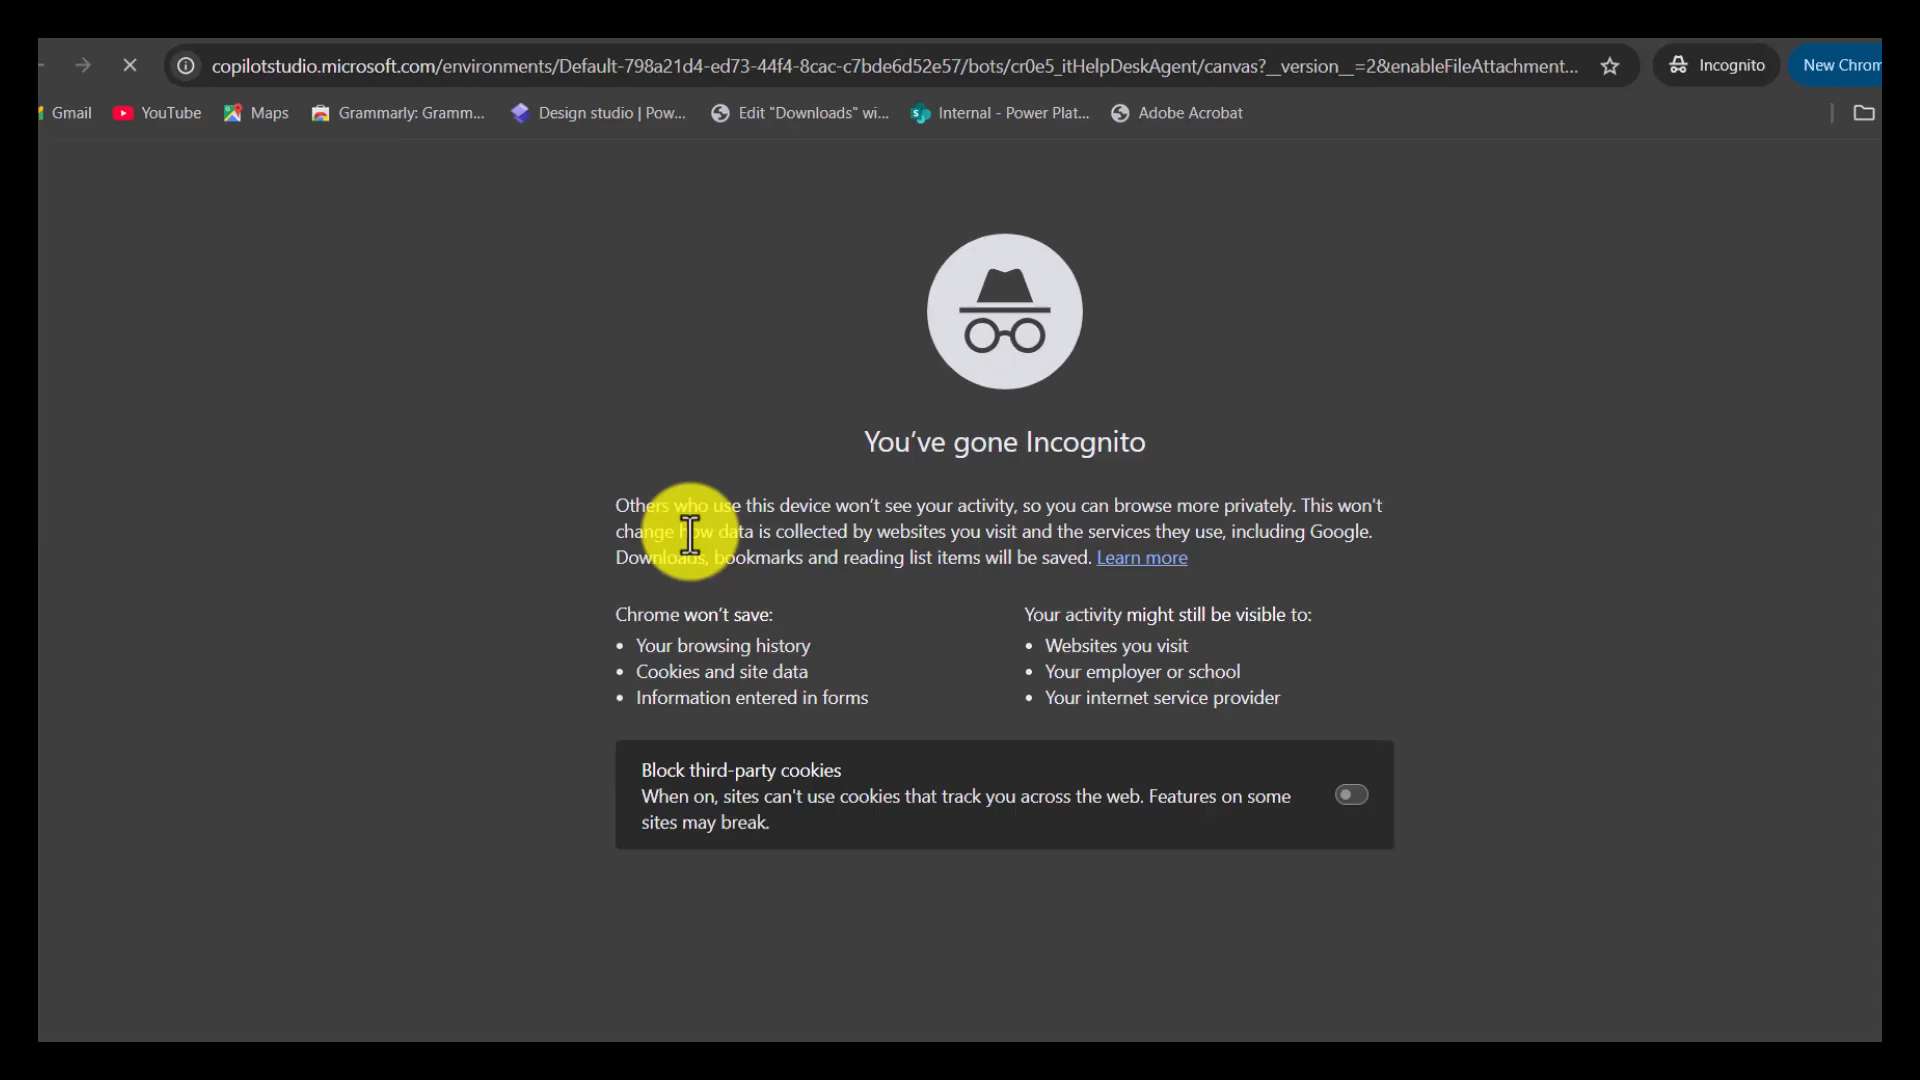 copilotstudio.microsoft.com/environments/Default-798a21d4-ed73-44f4-8cac-c7bde6d52e57/bots/cr0e5_itHelpDeskAgent/canvas?__version__=2&enableFileAttachment... Incognito New Chrom
Gmail YouTube Maps Grammarly: Gramm... Design studio | Pow... Edit "Downloads" wi... Internal - Power Plat... Adobe Acrobat
You've gone Incognito
Others who use this device won't see your activity, so you can browse more privately. This won't
change how data is collected by websites you visit and the services they use, including Google.
Downloads, bookmarks and reading list items will be saved. Learn more
Chrome won't save:
• Your browsing history
• Cookies and site data
• Information entered in forms
Your activity might still be visible to:
• Websites you visit
• Your employer or school
• Your internet service provider
Block third-party cookies
When on, sites can't use cookies that track you across the web. Features on some
sites may break.